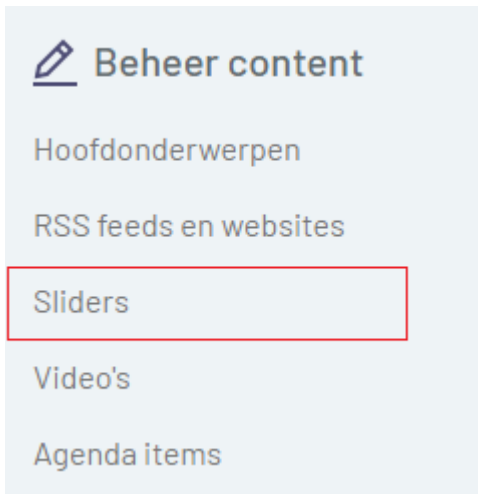 Beheer content
Hoofdonderwerpen
RSS feeds en websites
Sliders
Video's
Agenda items